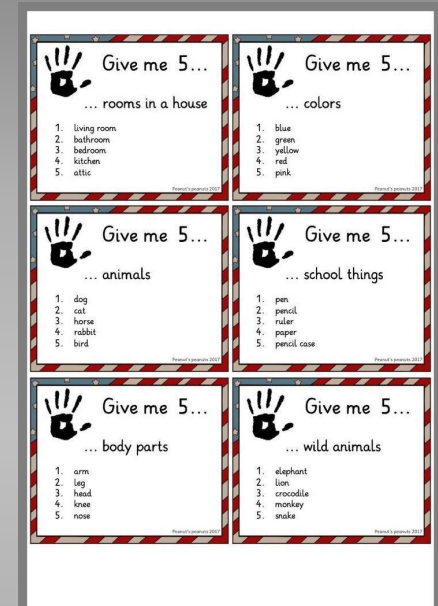 Give me 5...
... rooms in a house
1. living room
2. bathroom
3. bedroom
4. kitchen
5. attic
Peanut's peanuts 2017
Give me 5...
... colors
1. blue
2. green
3. yellow
4. red
5. pink
Peanut's peanuts 2017
Give me 5...
... animals
1. dog
2. cat
3. horse
4. rabbit
5. bird
Peanut's peanuts 2017
Give me 5...
... school things
1. pen
2. pencil
3. ruler
4. paper
5. pencil case
Peanut's peanuts 2017
Give me 5...
... body parts
1. arm
2. leg
3. head
4. knee
5. nose
Peanut's peanuts 2017
Give me 5...
... wild animals
1. elephant
2. lion
3. crocodile
4. monkey
5. snake
Peanut's peanuts 2017